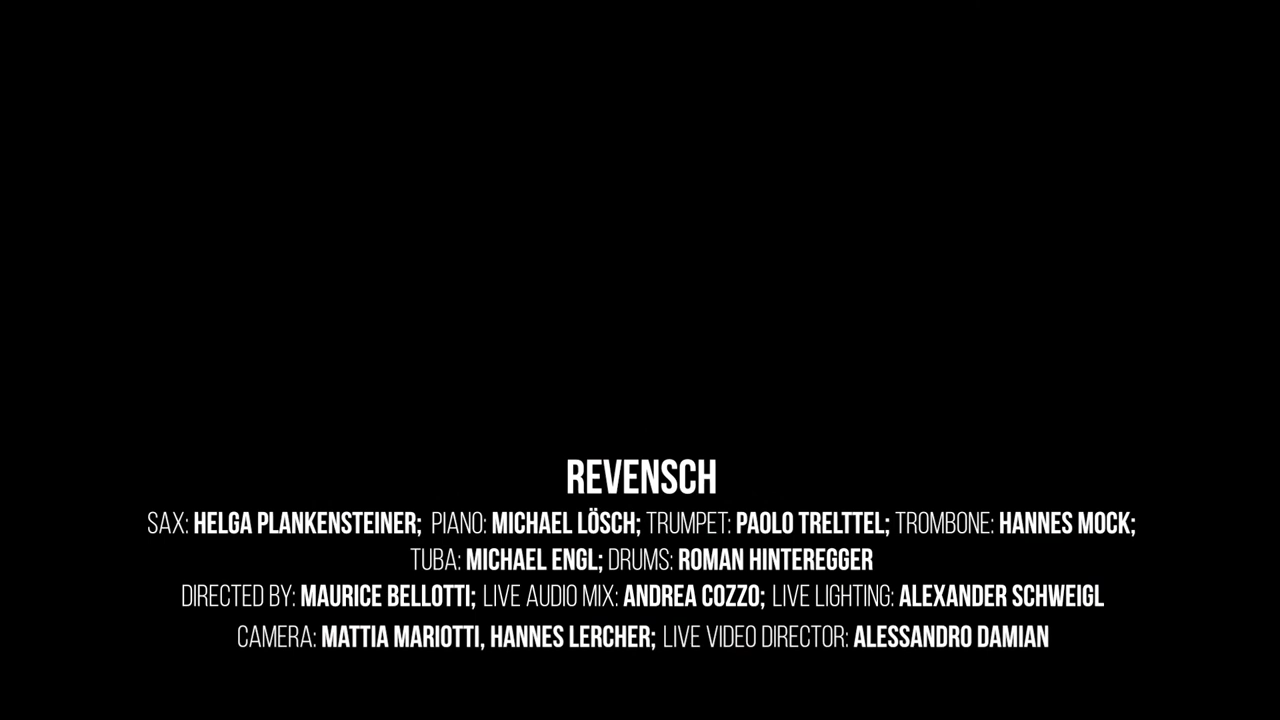 REVENSCH
SAX: HELGA PLANKENSTEINER; PIANO: MICHAEL LÖSCH; TRUMPET: PAOLO TRELTTEL; TROMBONE: HANNES MOCK;
TUBA: MICHAEL ENGL; DRUMS: ROMAN HINTEREGGER
DIRECTED BY: MAURICE BELLOTTI; LIVE AUDIO MIX: ANDREA COZZO; LIVE LIGHTING: ALEXANDER SCHWEIGL
CAMERA: MATTIA MARIOTTI, HANNES LERCHER; LIVE VIDEO DIRECTOR: ALESSANDRO DAMIAN